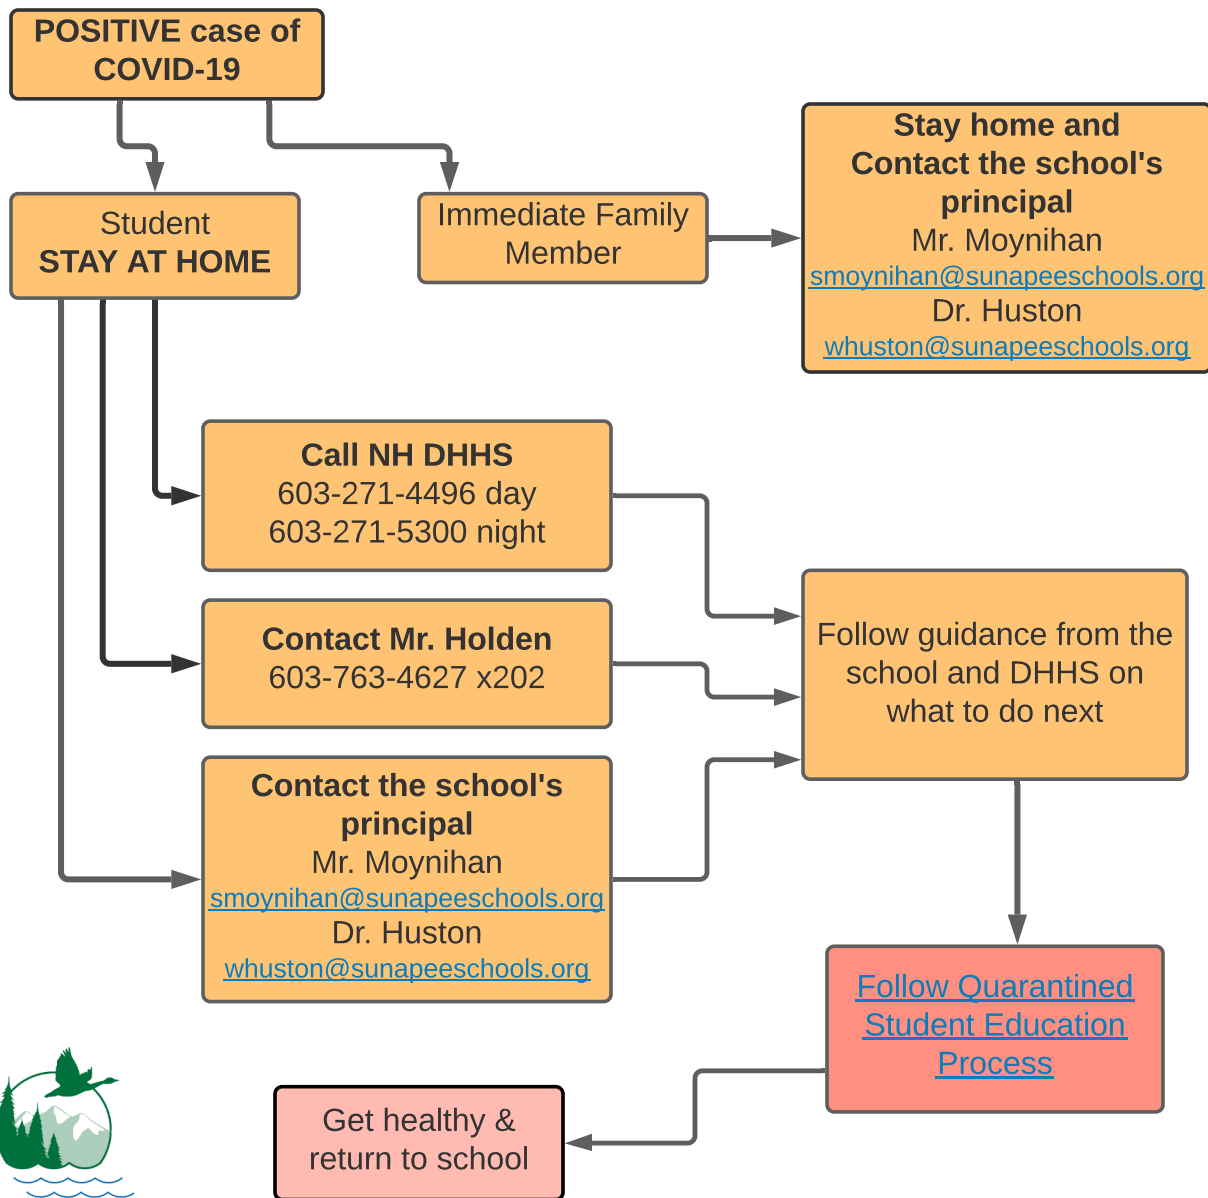 POSITIVE case of
COVID-19
Student
STAY AT HOME
Immediate Family
Member
Stay home and
Contact the school's
principal
Mr. Moynihan
smoynihan@sunapeeschools.org
Dr. Huston
whuston@sunapeeschools.org
Call NH DHHS
603-271-4496 day
603-271-5300 night
Contact Mr. Holden
603-763-4627 x202
Contact the school's
principal
Mr. Moynihan
smoynihan@sunapeeschools.org
Dr. Huston
whuston@sunapeeschools.org
Follow guidance from the
school and DHHS on
what to do next
Follow Quarantined
Student Education
Process
Get healthy &
return to school